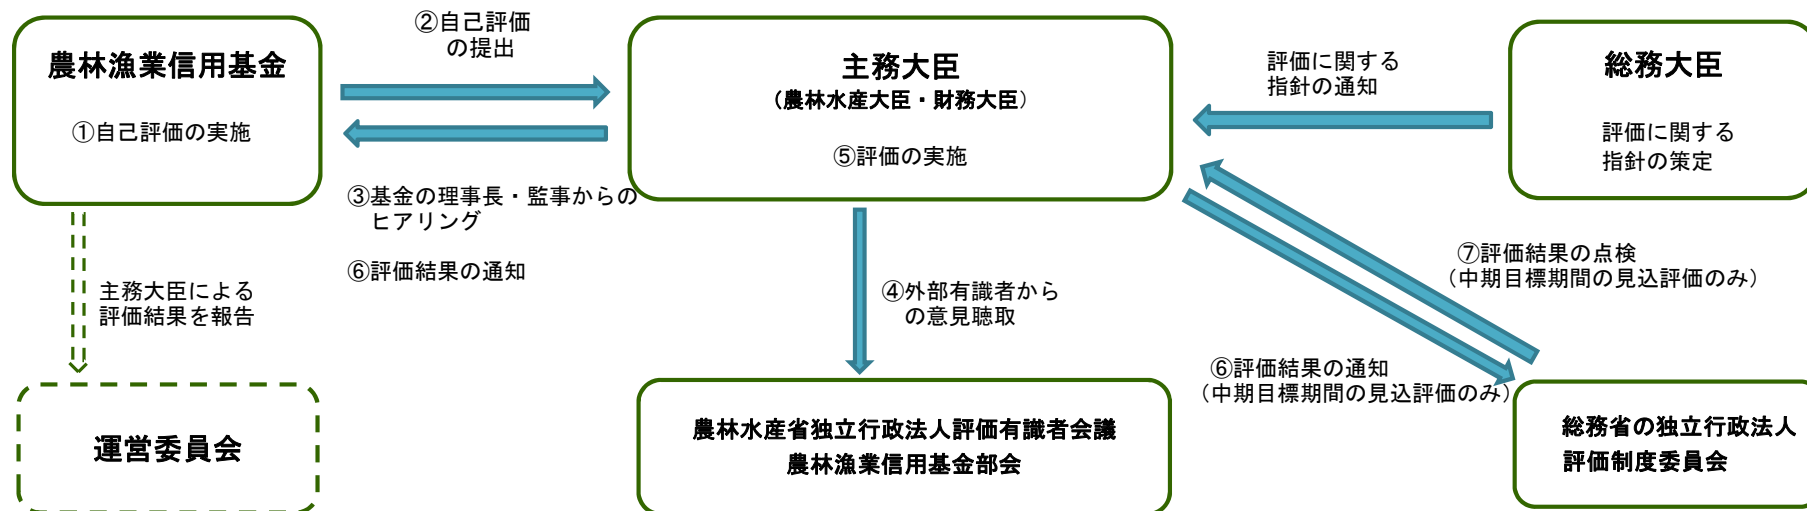 農林漁業信用基金
①自己評価の実施
②自己評価
の提出
主務大臣
（農林水産大臣・財務大臣）
⑤評価の実施
評価に関する
指針の通知
総務大臣
評価に関する
指針の策定
③基金の理事長・監事からの
ヒアリング
⑥評価結果の通知
主務大臣による
評価結果を報告
④外部有識者から
の意見聴取
⑦評価結果の点検
（中期目標期間の見込評価のみ）
⑥評価結果の通知
（中期目標期間の見込評価のみ）
運営委員会
農林水産省独立行政法人評価有識者会議
農林漁業信用基金部会
総務省の独立行政法人
評価制度委員会